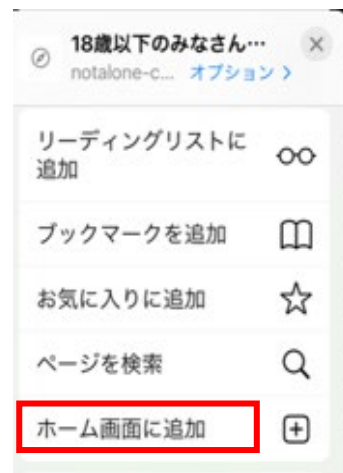 18歳以下のみなさん…
notalone-c... オプション >
リーディングリストに
追加
ブックマークを追加
お気に入りに追加
ページを検索
ホーム画面に追加